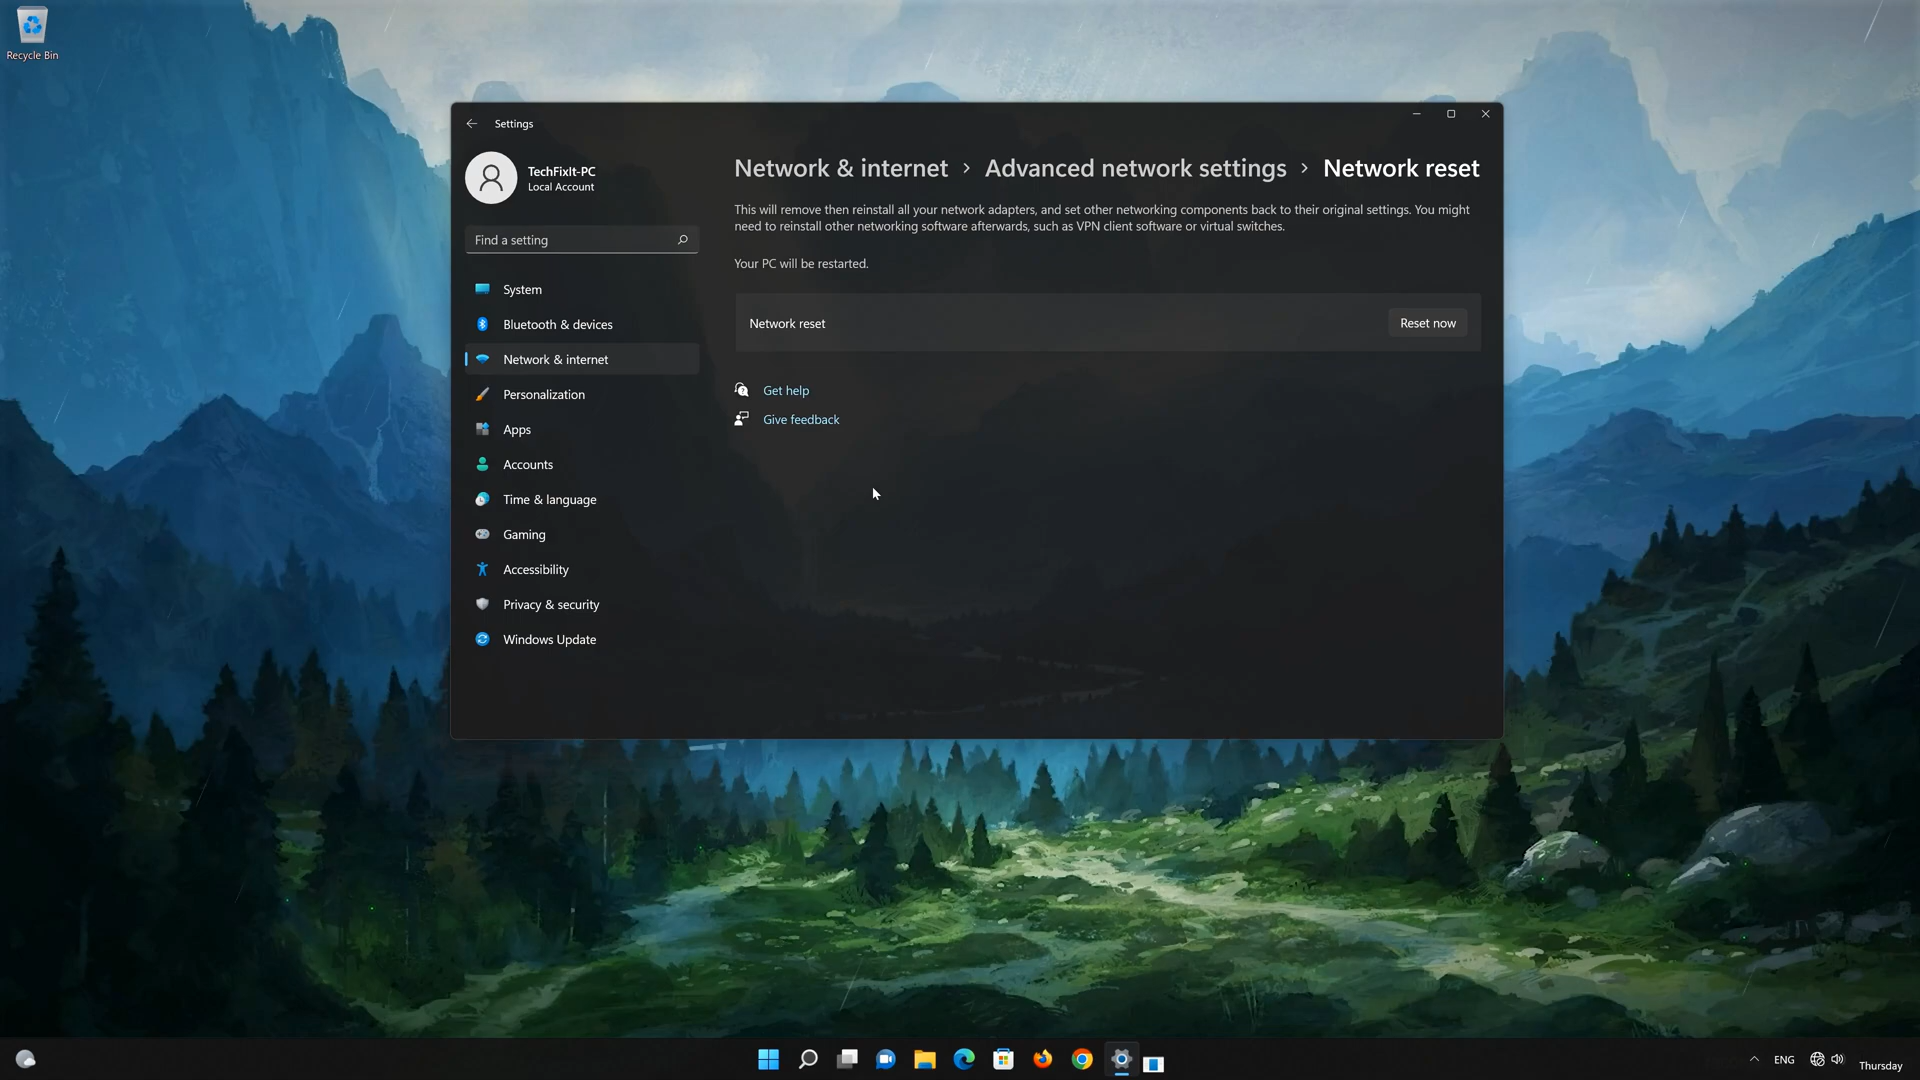 Recycle Bin
Settings
TechFixIt-PC
Local Account
Find a setting
System
Bluetooth & devices
Network & internet
Personalization
Apps
Accounts
Time & language
Gaming
Accessibility
Privacy & security
Windows Update
Network & internet › Advanced network settings › Network reset
This will remove then reinstall all your network adapters, and set other networking components back to their original settings. You might
need to reinstall other networking software afterwards, such as VPN client software or virtual switches.
Your PC will be restarted.
Network reset
Reset now
Get help
Give feedback
ENG
Thursday